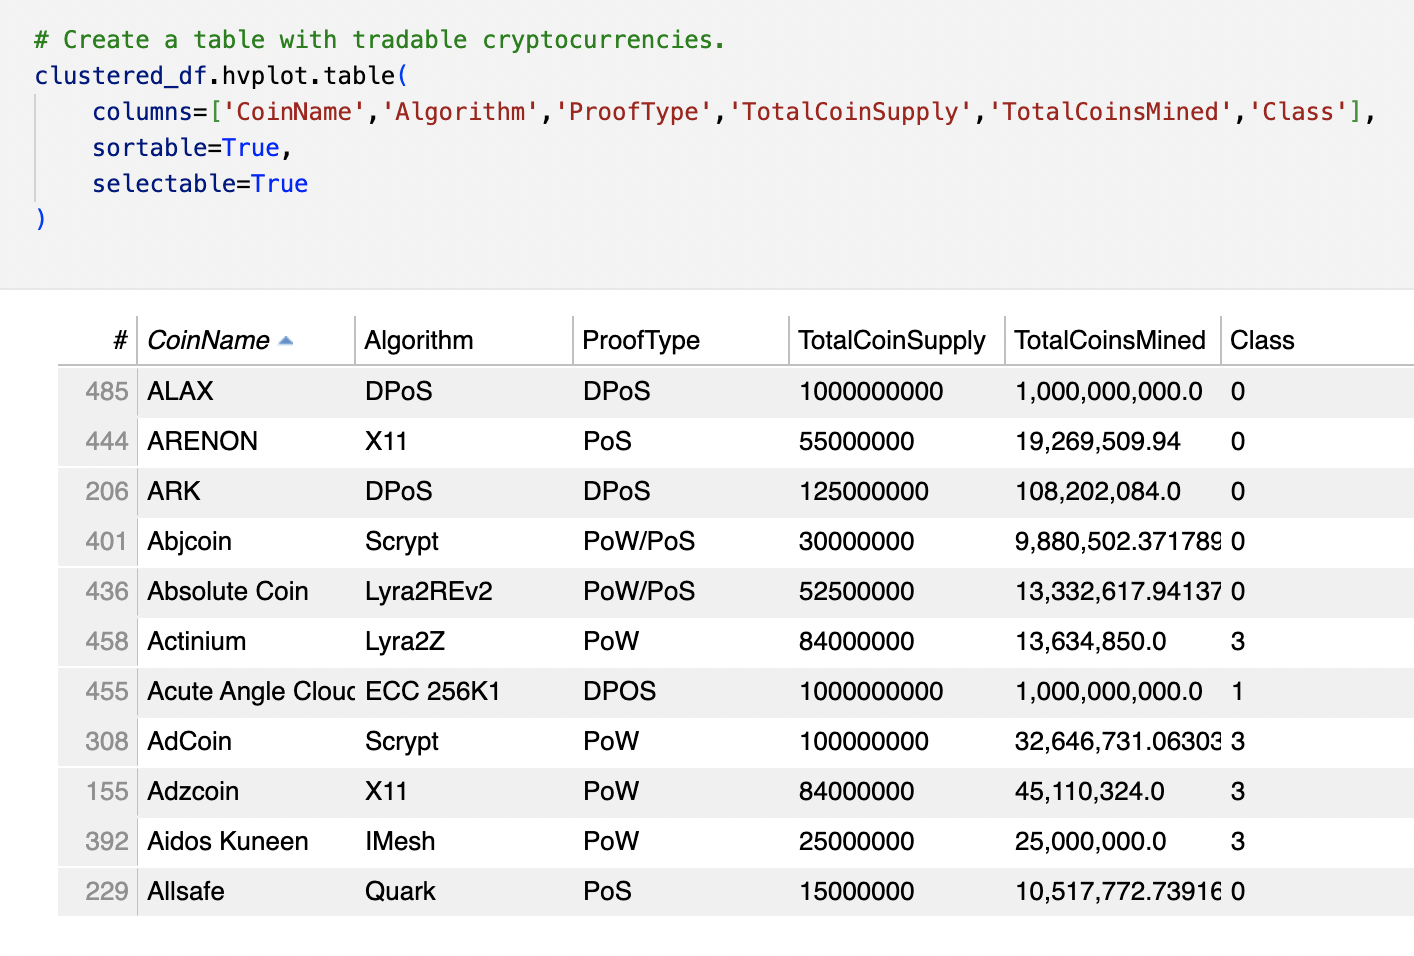 # Create a table with tradable cryptocurrencies.
clustered_df.hvplot.table(
    columns=['CoinName','Algorithm','ProofType','TotalCoinSupply','TotalCoinsMined','Class'],
    sortable=True,
    selectable=True
)
# CoinName Algorithm ProofType TotalCoinSupply TotalCoinsMined Class
485 ALAX DPoS DPoS 1000000000 1,000,000,000.0 0
444 ARENON X11 PoS 55000000 19,269,509.94 0
206 ARK DPoS DPoS 125000000 108,202,084.0 0
401 Abjcoin Scrypt PoW/PoS 30000000 9,880,502.371789 0
436 Absolute Coin Lyra2REv2 PoW/PoS 52500000 13,332,617.94137 0
458 Actinium Lyra2Z PoW 84000000 13,634,850.0 3
455 Acute Angle Clouc ECC 256K1 DPOS 1000000000 1,000,000,000.0 1
308 AdCoin Scrypt PoW 100000000 32,646,731.06303 3
155 Adzcoin X11 PoW 84000000 45,110,324.0 3
392 Aidos Kuneen IMesh PoW 25000000 25,000,000.0 3
229 Allsafe Quark PoS 15000000 10,517,772.73916 0